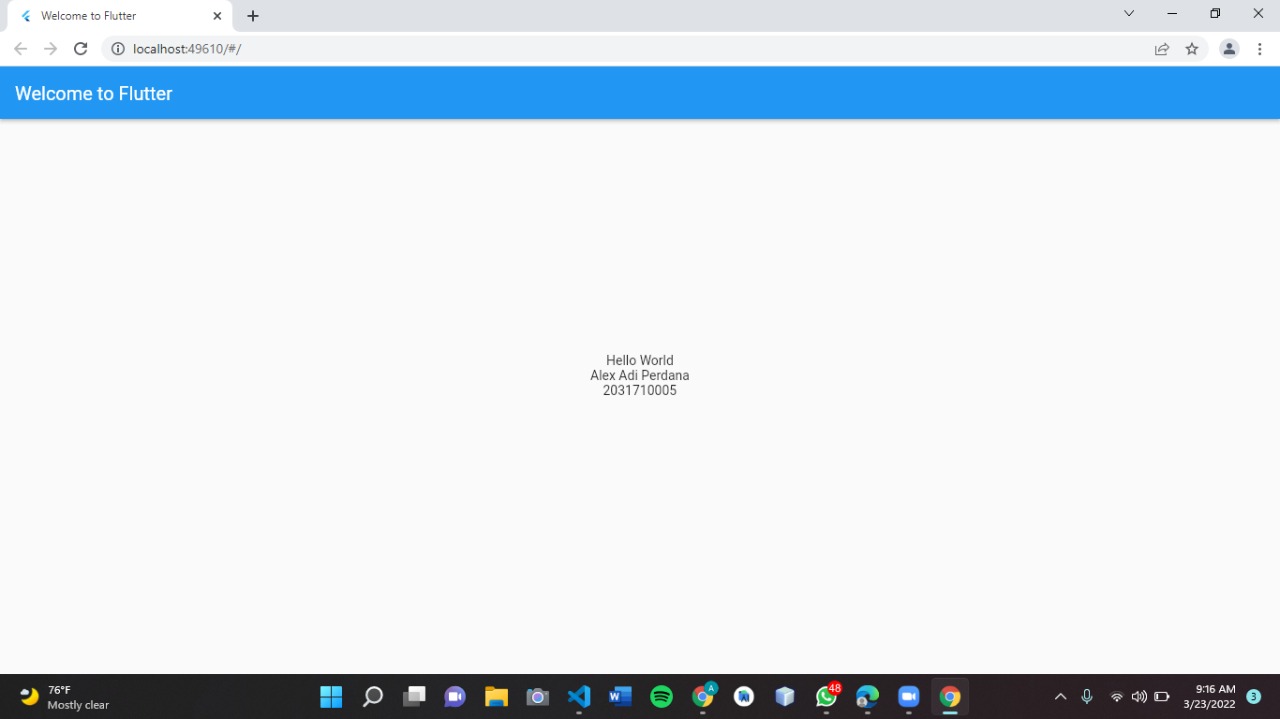 Welcome to Flutter
localhost:49610/#/
Welcome to Flutter
Hello World
Alex Adi Perdana
2031710005
76°F
Mostly clear
W
A
48
9:16 AM
3/23/2022
3